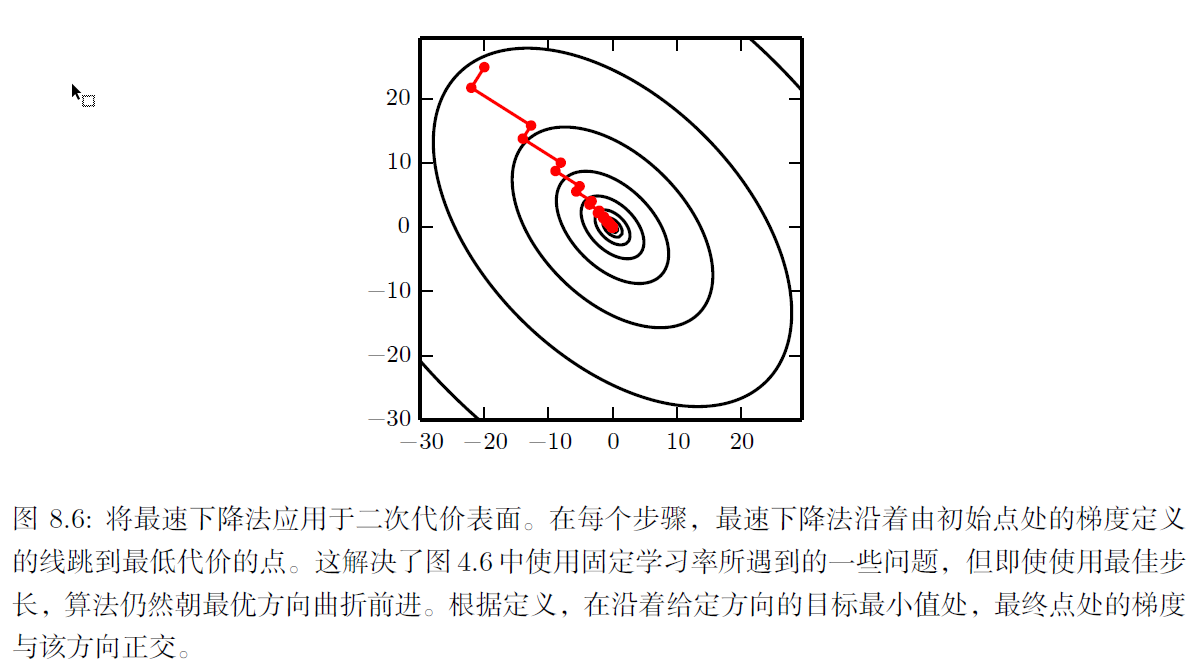 20
10
0
−10
−20
−30
−30 −20 −10 0 10 20
图 8.6: 将最速下降法应用于二次代价表面。在每个步骤，最速下降法沿着由初始点处的梯度定义
的线跳到最低代价的点。这解决了图 4.6 中使用固定学习率所遇到的一些问题，但即使使用最佳步
长，算法仍然朝最优方向曲折前进。根据定义，在沿着给定方向的目标最小值处，最终点处的梯度
与该方向正交。